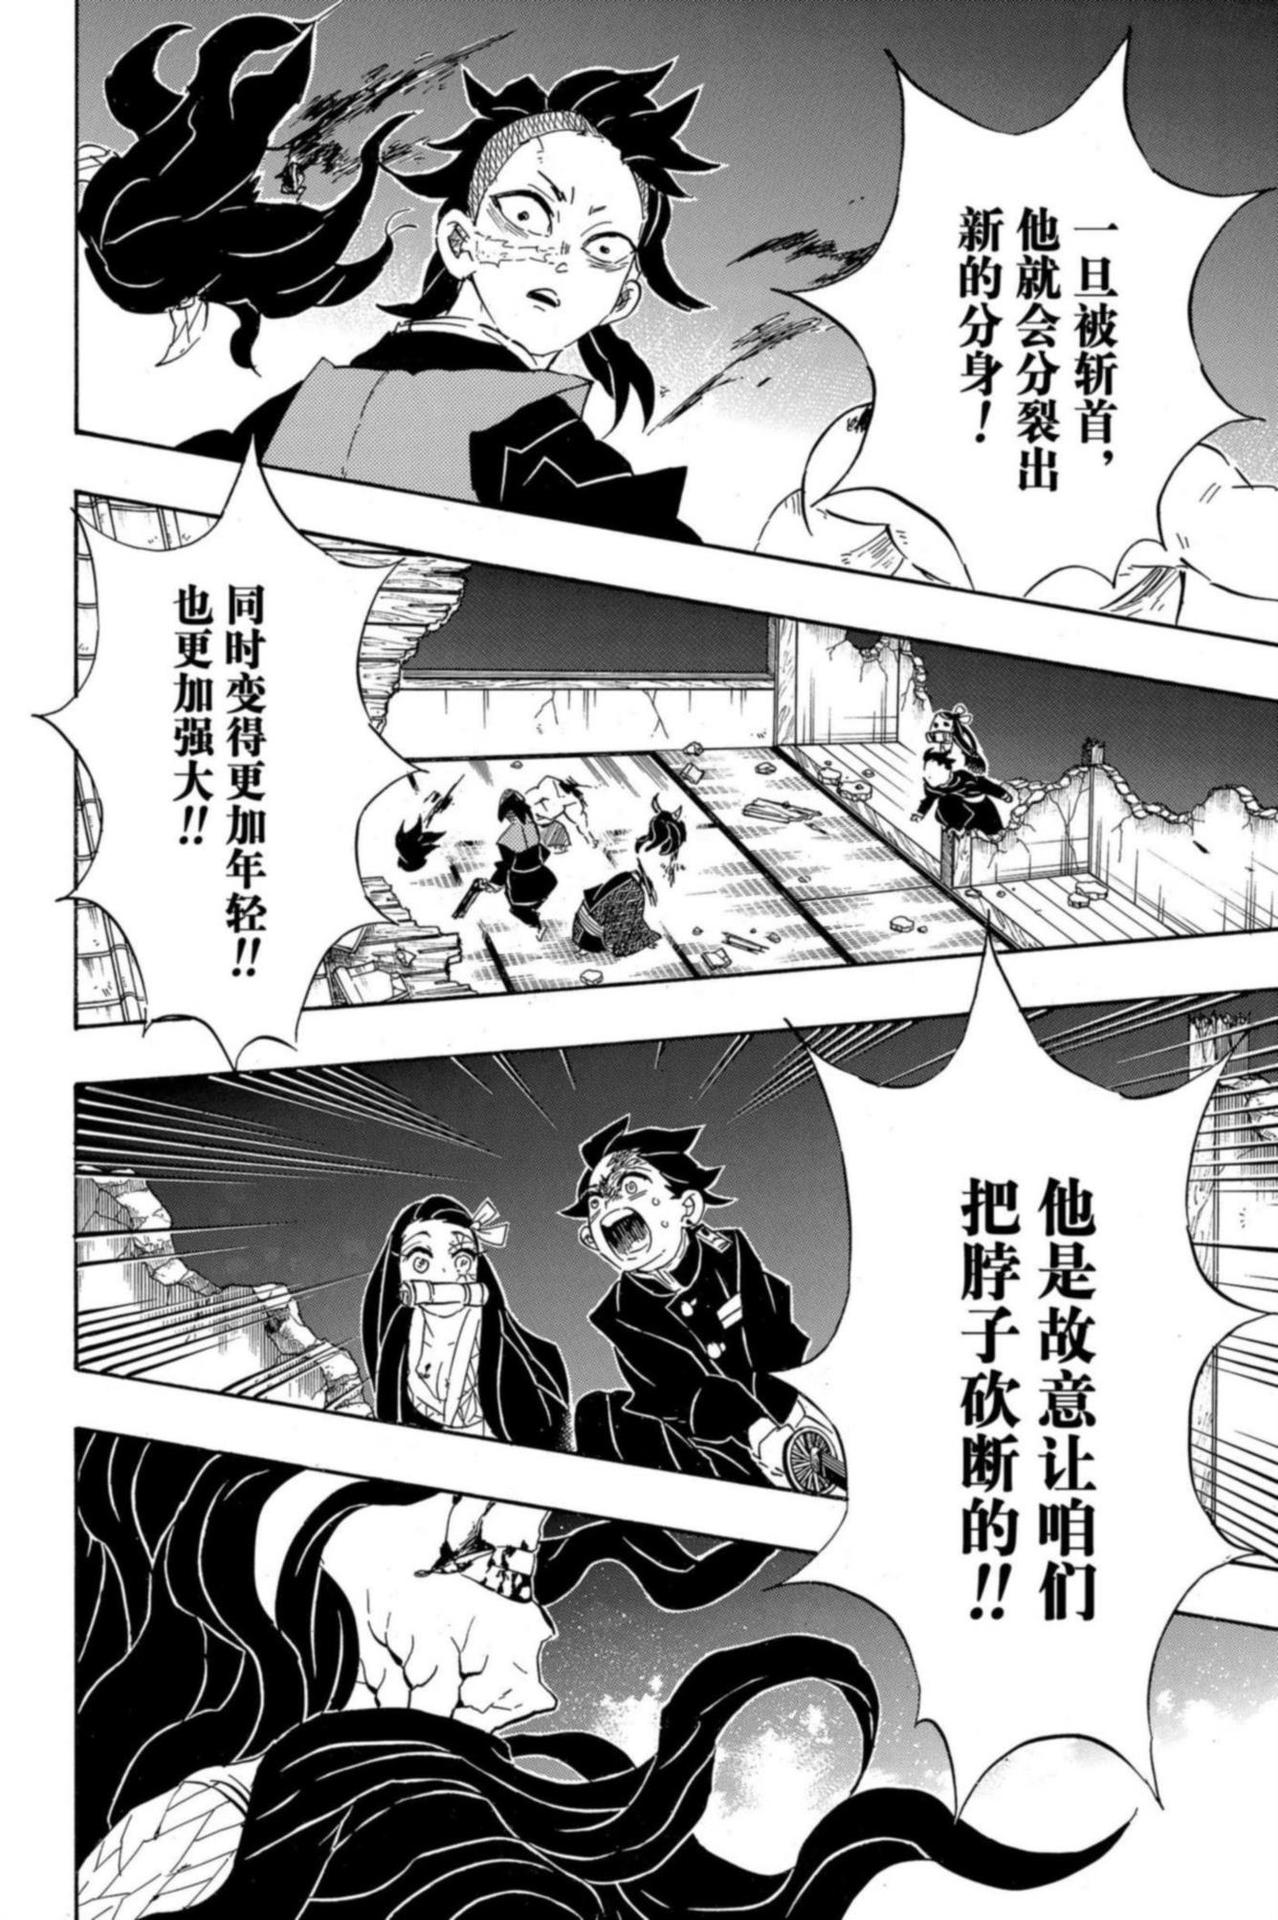 一旦被斩首，
他就会分裂出
新的分身！
同时变得更加年轻！！
也更加强大！！
他是故意让咱们
把脖子砍断的！！